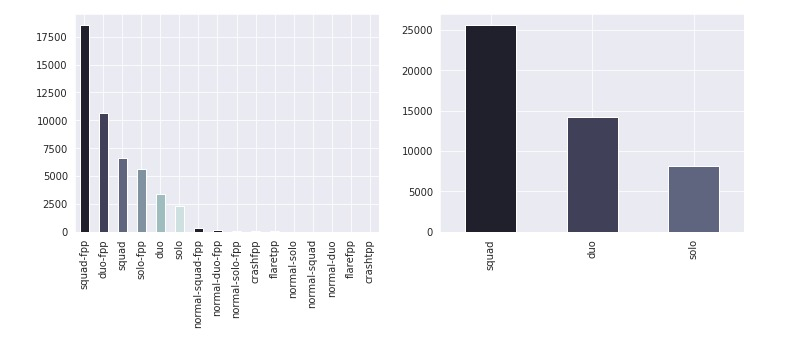 17500
15000
12500
10000
7500
5000
2500
0
squad-fpp
duo-fpp
squad
solo-fpp
duo
solo
normal-squad-fpp
normal-duo-fpp
normal-solo-fpp
crashfpp
flaretpp
normal-solo
normal-squad
normal-duo
flarefpp
crashtpp
25000
20000
15000
10000
5000
0
squad
duo
solo